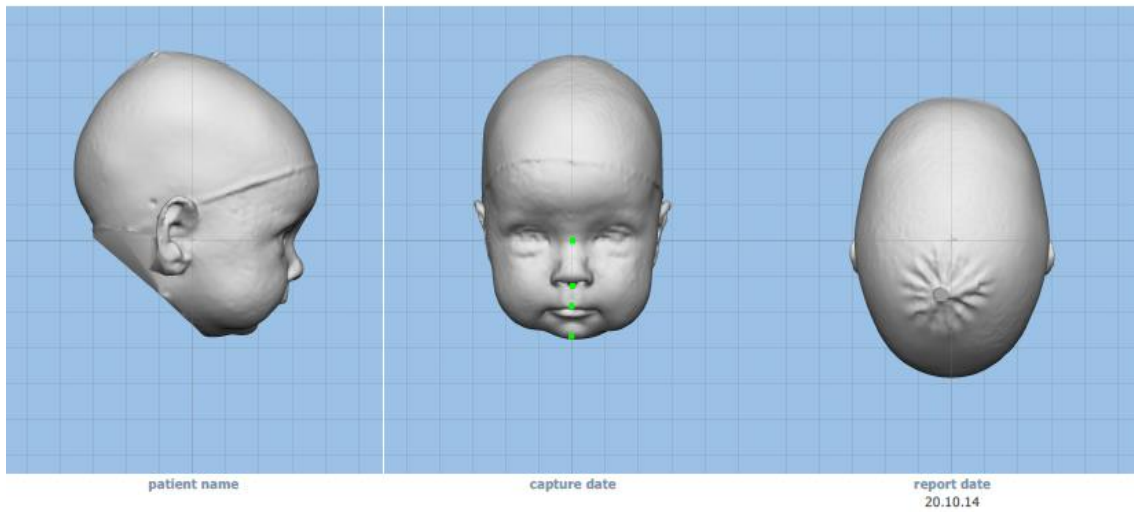 patient name
capture date
report date
20.10.14